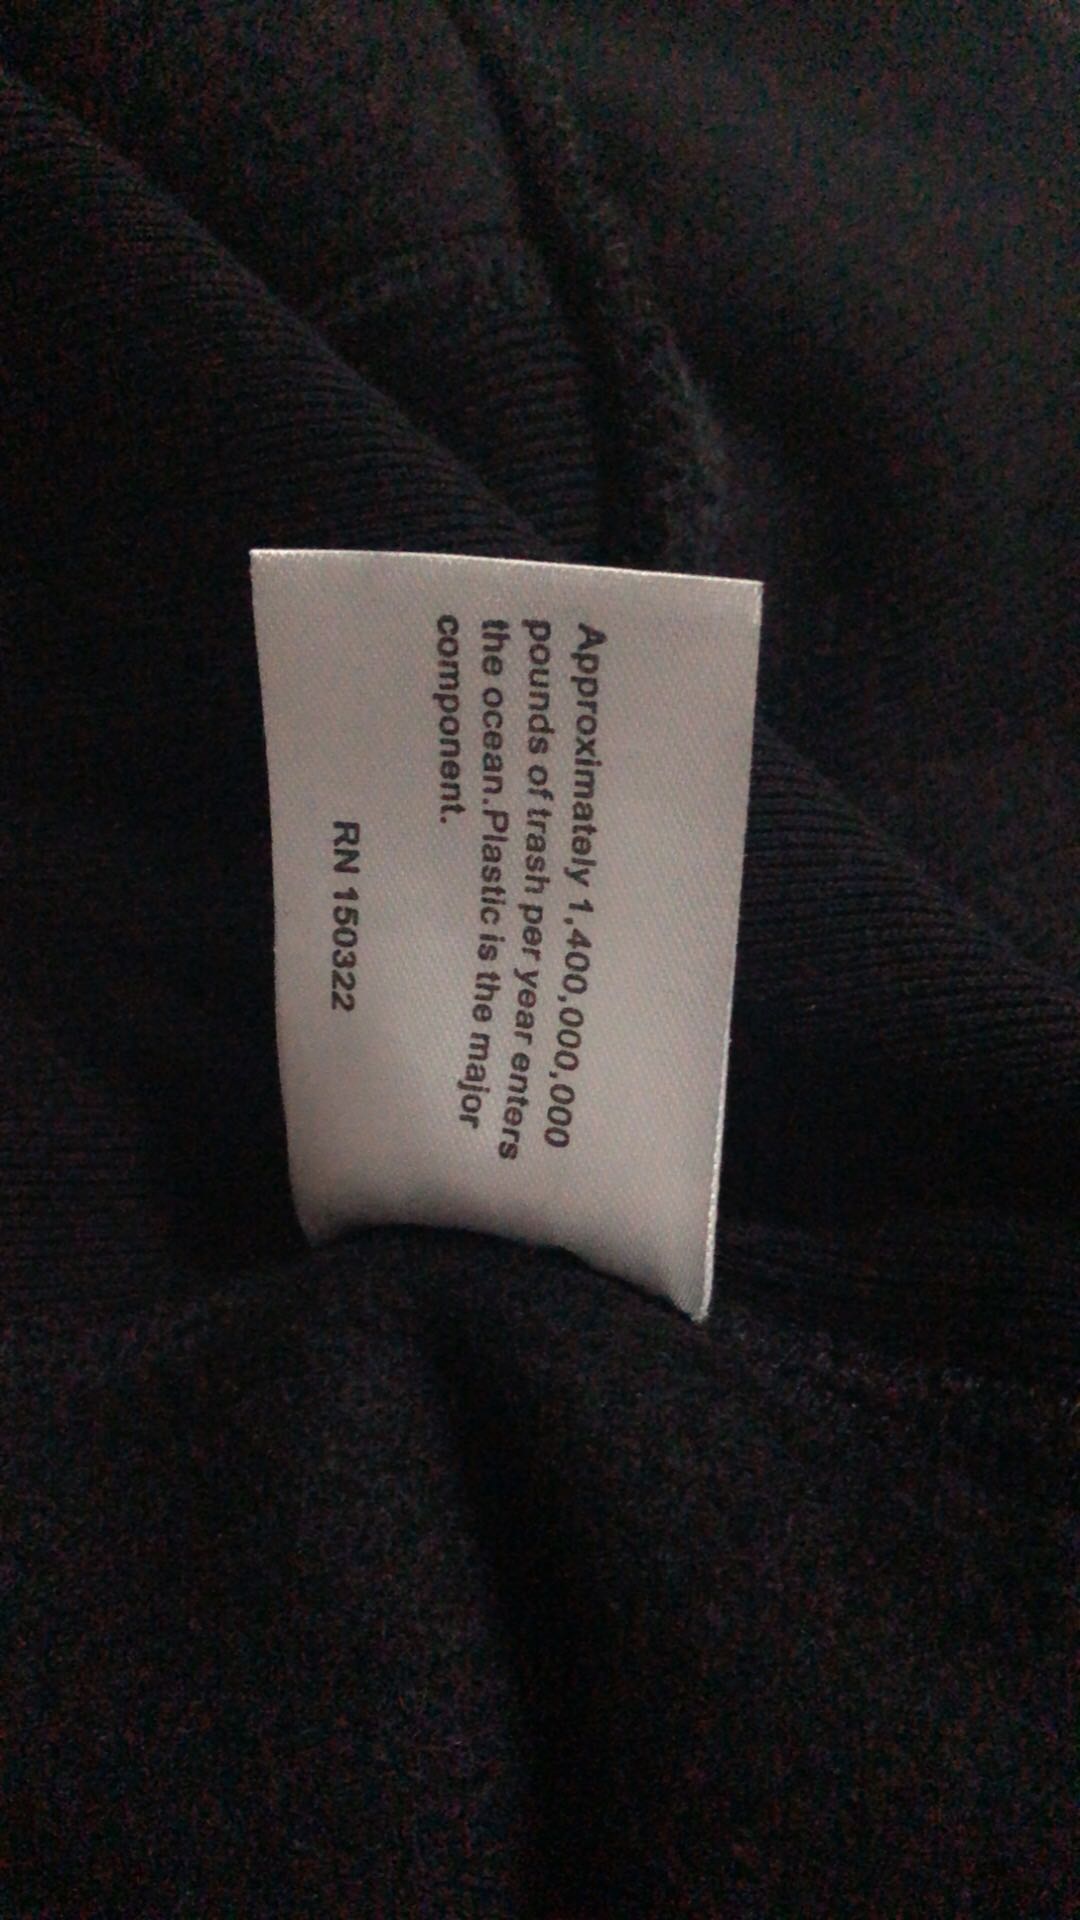 Approximately 1,400,000,000
pounds of trash per year enters
the ocean.Plastic is the major
component.
RN 150322